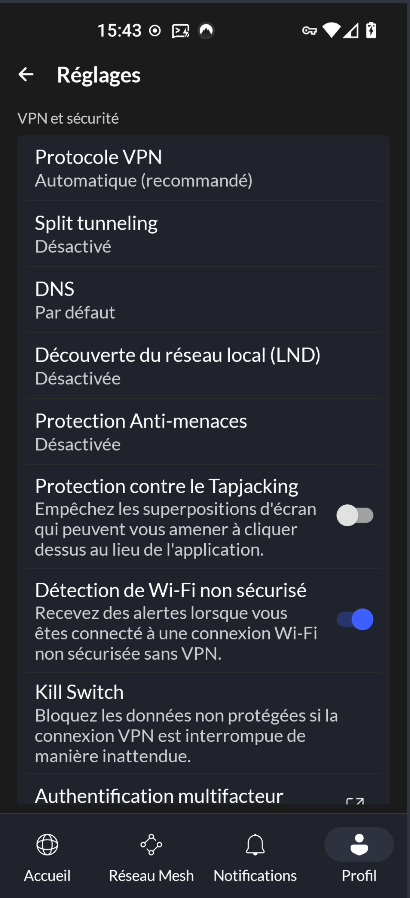 15:43
Réglages
VPN et sécurité
Protocole VPN
Automatique (recommandé)
Split tunneling
Désactivé
DNS
Par défaut
Découverte du réseau local (LND)
Désactivée
Protection Anti-menaces
Désactivée
Protection contre le Tapjacking
Empêchez les superpositions d'écran
qui peuvent vous amener à cliquer
dessus au lieu de l'application.
Détection de Wi-Fi non sécurisé
Recevez des alertes lorsque vous
êtes connecté à une connexion Wi-Fi
non sécurisée sans VPN.
Kill Switch
Bloquez les données non protégées si la
connexion VPN est interrompue de
manière inattendue.
Authentification multifacteur
Accueil
Réseau Mesh
Notifications
Profil